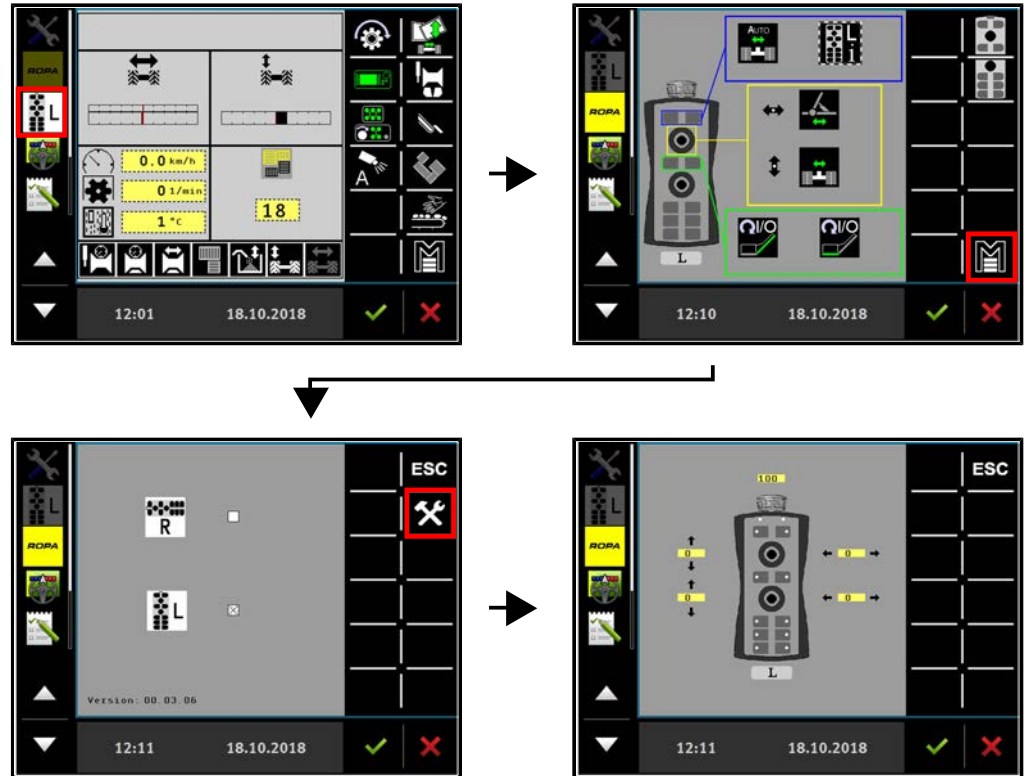 ROPA
L
0.0 km/h
0 1/min
1 °C
18
A
12:01
18.10.2018
L
ROPA
AUTO
L
i
I/O
I/O
L
12:10
18.10.2018
L
ROPA
R
L
ESC
Version: 00.03.06
12:11
18.10.2018
L
ROPA
100
0
0
0
0
L
ESC
12:11
18.10.2018